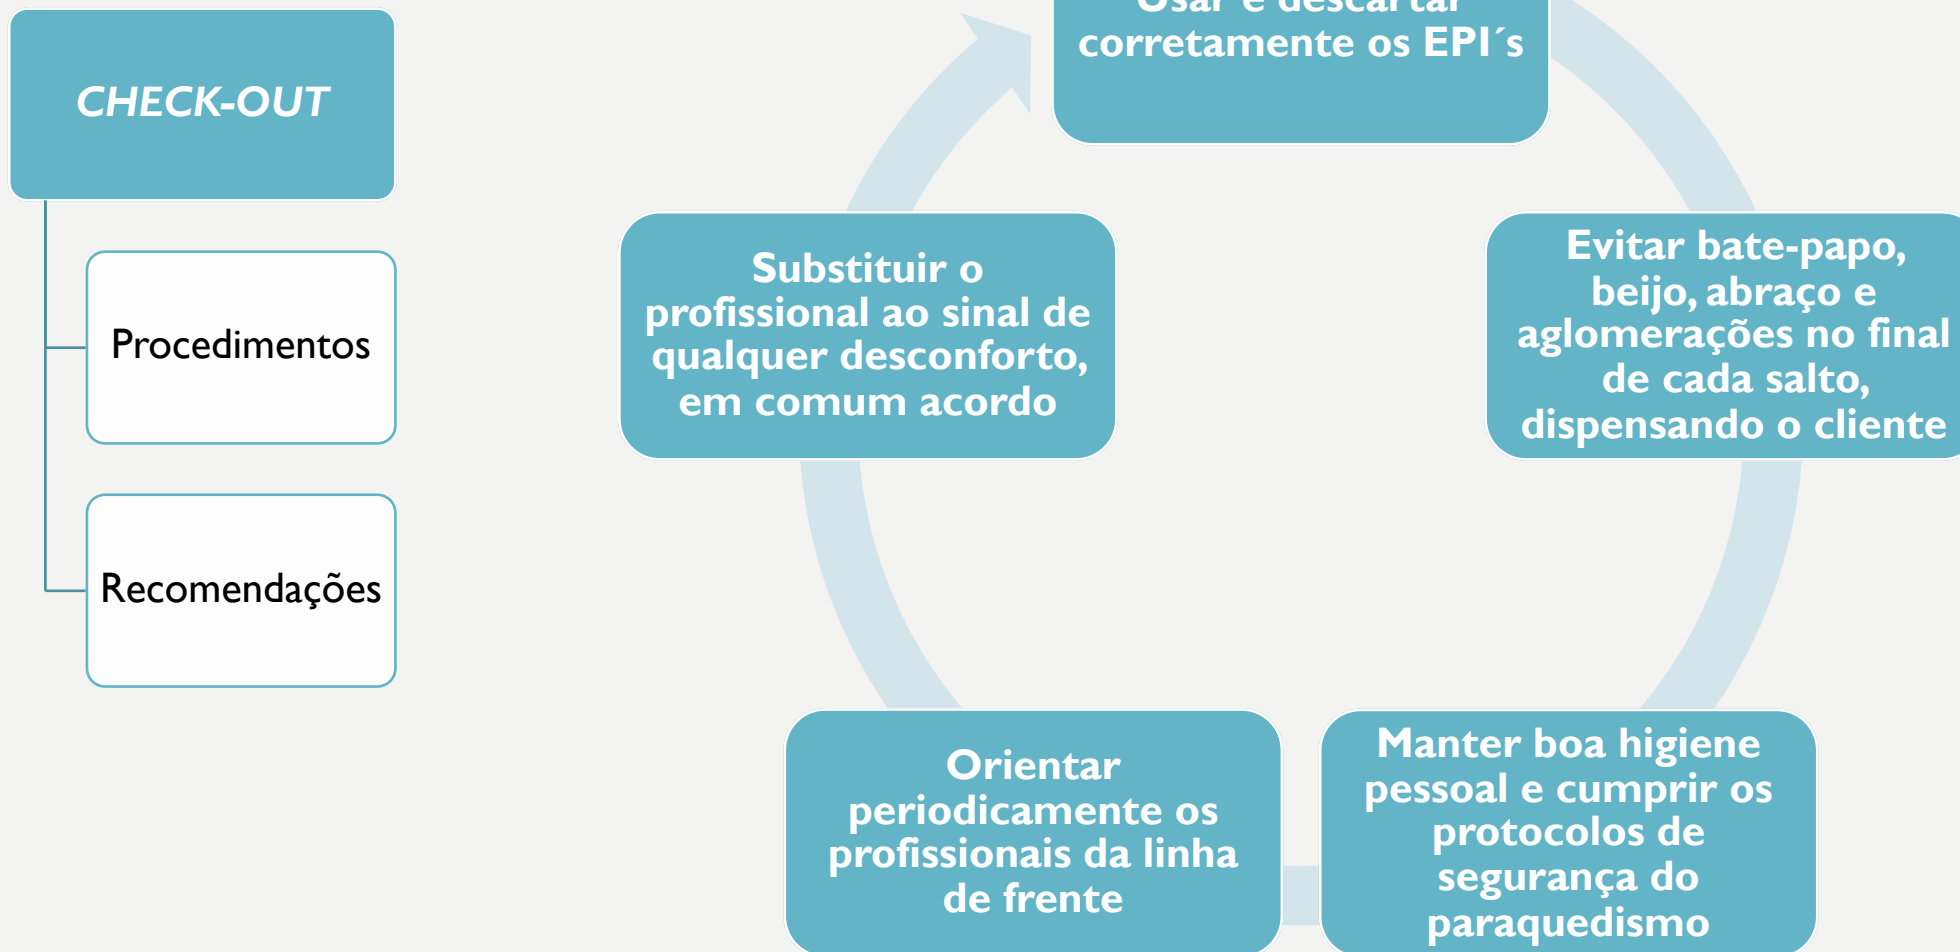 CHECK-OUT
Procedimentos
Recomendações
Usar e descartar
corretamente os EPI´s
Evitar bate-papo,
beijo, abraço e
aglomerações no final
de cada salto,
dispensando o cliente
Manter boa higiene
pessoal e cumprir os
protocolos de
segurança do
paraquedismo
Orientar
periodicamente os
profissionais da linha
de frente
Substituir o
profissional ao sinal de
qualquer desconforto,
em comum acordo